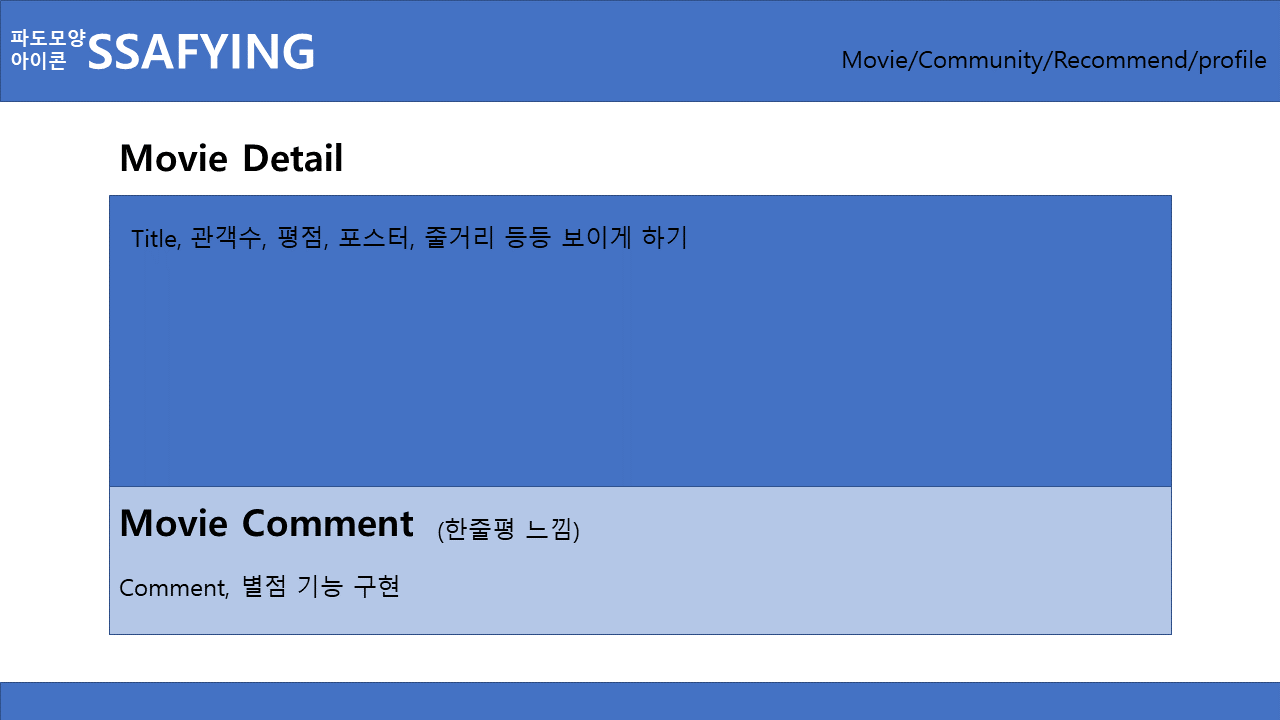 파도모양
아이콘
SSAFYING
Movie/Community/Recommend/profile
Movie Detail
Title, 관객수, 평점, 포스터, 줄거리 등등 보이게 하기
Movie Comment (한줄평 느낌)
Comment, 별점 기능 구현